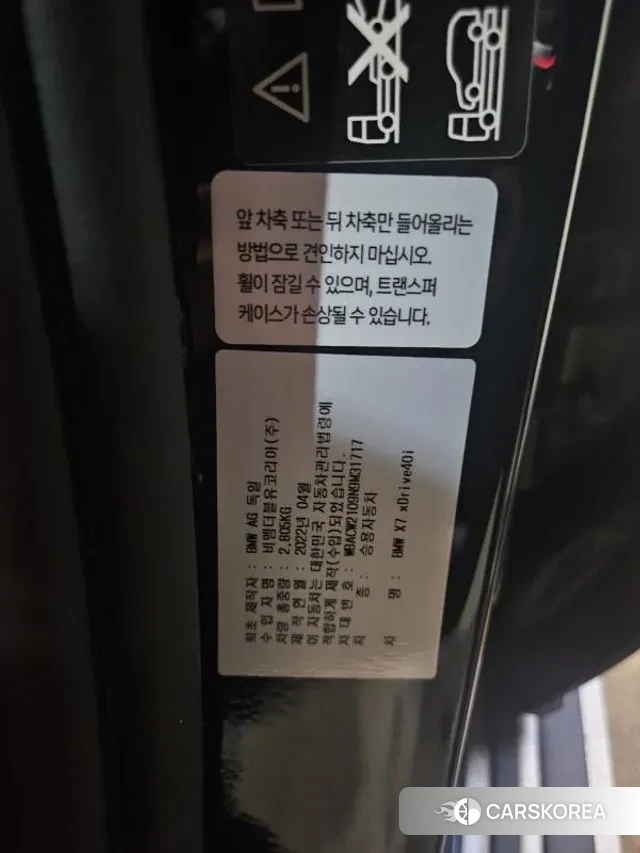 앞 차축 또는 뒤 차축만 들어올리는
방법으로 견인하지 마십시오.
휠이 잠길 수 있으며, 트랜스퍼
케이스가 손상될 수 있습니다.
최초 제작자 : BMW AG 독일
수 입 자 명 : 비엠더블유코리아(주)
차량 총중량 : 2,805KG
제 작 연 월 : 2022년 04월
이 자동차는 대한민국 자동차관리법령에
적합하게 제작(수입)되었습니다.
차 대 번 호 : WBACW2109N9M31717
차 종 : 승용자동차
차 명 : BMW X7 xDrive40i
CARSKOREA